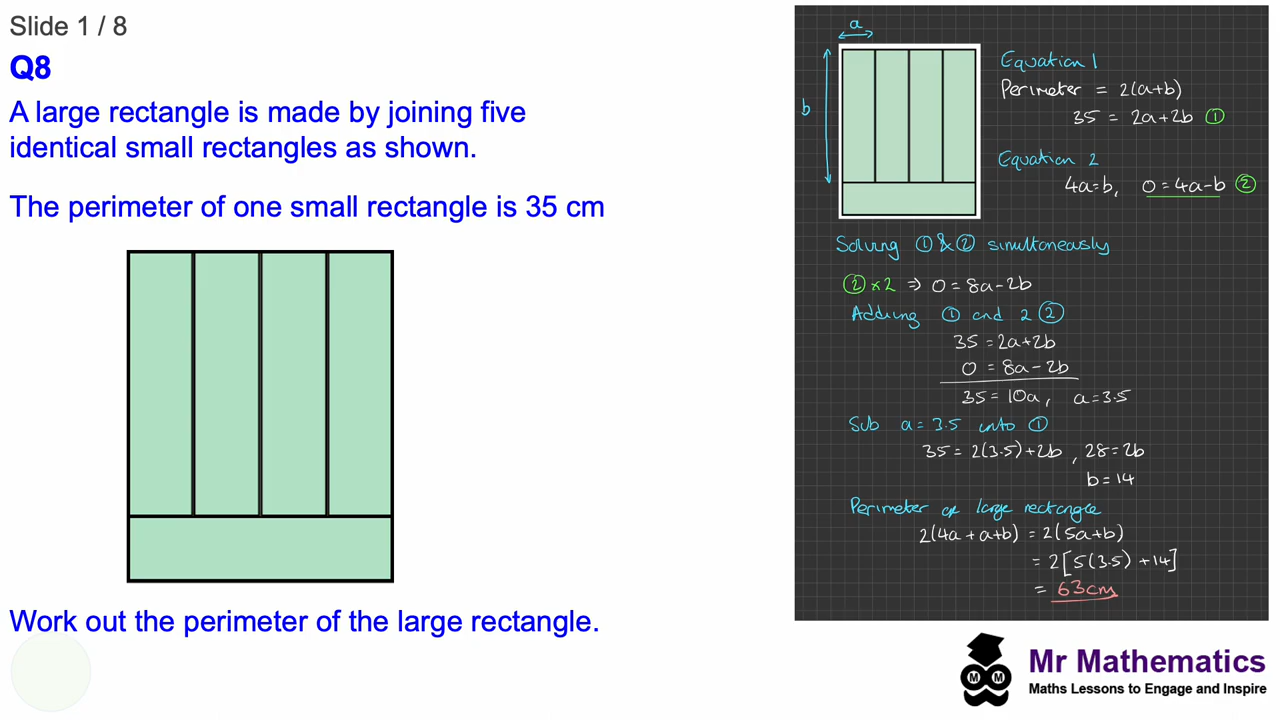 Slide 1 / 8
Q8
A large rectangle is made by joining five
identical small rectangles as shown.
The perimeter of one small rectangle is 35 cm
Work out the perimeter of the large rectangle.
a
b
Equation 1
Perimeter = 2(a+b)
35 = 2a+2b ①
Equation 2
4a=b, 0=4a-b ②
Solving ① & ② simultaneously
② ×2 ⇒ 0 = 8a-2b
Adding ① and 2 ②
35 = 2a+2b
0 = 8a-2b
35 = 10a, a=3.5
Sub a = 3.5 into ①
35 = 2(3.5)+2b, 28=2b
b=14
Perimeter of large rectangle
2(4a+a+b) = 2(5a+b)
= 2[5(3.5) +14]
= 63cm
M M
Mr Mathematics
Maths Lessons to Engage and Inspire